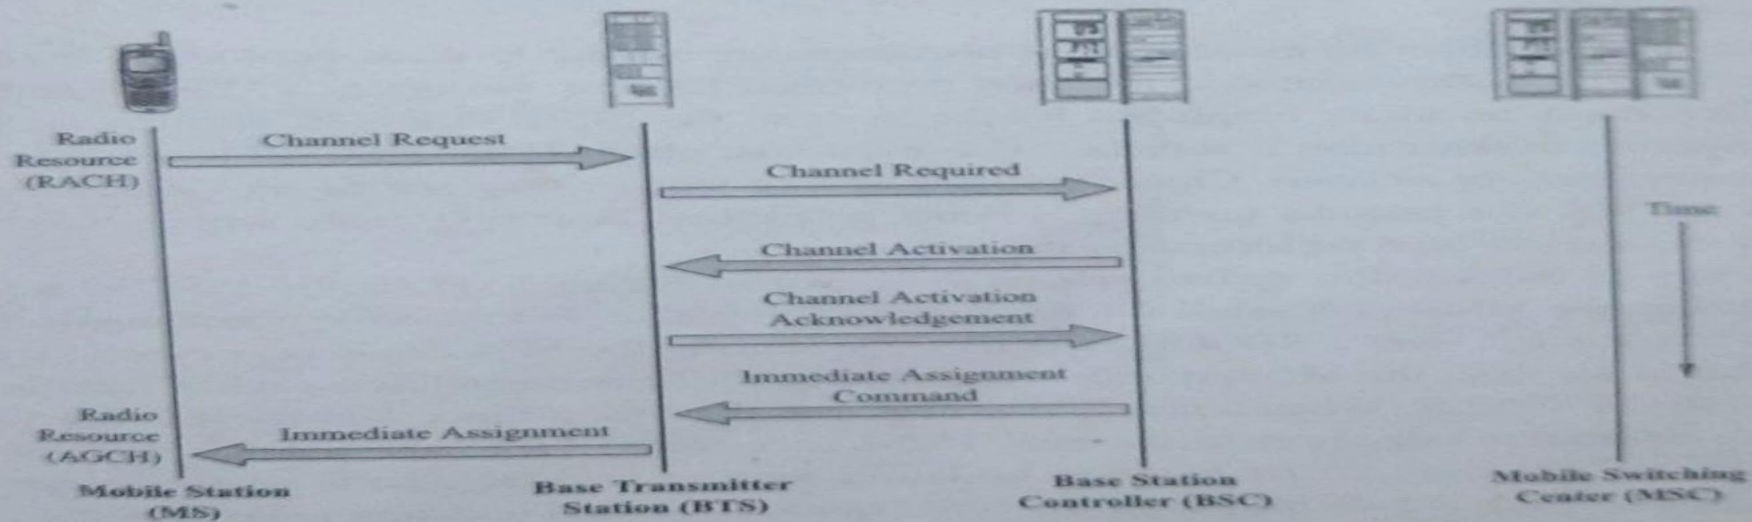 Radio
Resource
(RACH)
Channel Request
Channel Required
Time
Channel Activation
Channel Activation
Acknowledgement
Immediate Assignment
Command
Radio
Resource
(AGCH)
Immediate Assignment
Mobile Station
(MS)
Base Transmitter
Station (BTS)
Base Station
Controller (BSC)
Mobile Switching
Center (MSC)